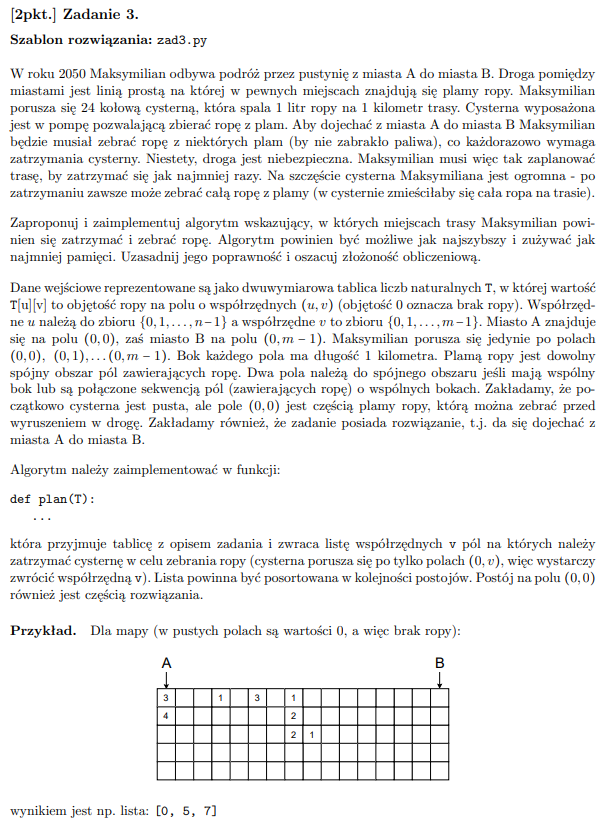 [2pkt.] Zadanie 3.
Szablon rozwiązania: zad3.py
W roku 2050 Maksymilian odbywa podróż przez pustynię z miasta A do miasta B. Droga pomiędzy
miastami jest linią prostą na której w pewnych miejscach znajdują się plamy ropy. Maksymilian
porusza się 24 kołową cysterną, która spala 1 litr ropy na 1 kilometr trasy. Cysterna wyposażona
jest w pompę pozwalającą zbierać ropę z plam. Aby dojechać z miasta A do miasta B Maksymilian
będzie musiał zebrać ropę z niektórych plam (by nie zabrakło paliwa), co każdorazowo wymaga
zatrzymania cysterny. Niestety, droga jest niebezpieczna. Maksymilian musi więc tak zaplanować
trasę, by zatrzymać się jak najmniej razy. Na szczęście cysterna Maksymiliana jest ogromna - po
zatrzymaniu zawsze może zebrać całą ropę z plamy (w cysternie zmieściłaby się cała ropa na trasie).
Zaproponuj i zaimplementuj algorytm wskazujący, w których miejscach trasy Maksymilian powi-
nien się zatrzymać i zebrać ropę. Algorytm powinien być możliwe jak najszybszy i zużywać jak
najmniej pamięci. Uzasadnij jego poprawność i oszacuj złożoność obliczeniową.
Dane wejściowe reprezentowane są jako dwuwymiarowa tablica liczb naturalnych T, w której wartość
T[u][v] to objętość ropy na polu o współrzędnych (u, v) (objętość 0 oznacza brak ropy). Współrzęd-
ne u należą do zbioru {0, 1, . . . , n−1} a współrzędne v to zbioru {0, 1, . . . , m−1}. Miasto A znajduje
się na polu (0, 0), zaś miasto B na polu (0, m − 1). Maksymilian porusza się jedynie po polach
(0, 0), (0, 1), . . . (0, m − 1). Bok każdego pola ma długość 1 kilometra. Plamą ropy jest dowolny
spójny obszar pól zawierających ropę. Dwa pola należą do spójnego obszaru jeśli mają wspólny
bok lub są połączone sekwencją pól (zawierających ropę) o wspólnych bokach. Zakładamy, że po-
czątkowo cysterna jest pusta, ale pole (0, 0) jest częścią plamy ropy, którą można zebrać przed
wyruszeniem w drogę. Zakładamy również, że zadanie posiada rozwiązanie, t.j. da się dojechać z
miasta A do miasta B.
Algorytm należy zaimplementować w funkcji:
def plan(T):
...
która przyjmuje tablicę z opisem zadania i zwraca listę współrzędnych v pól na których należy
zatrzymać cysternę w celu zebrania ropy (cysterna porusza się po tylko polach (0, v), więc wystarczy
zwrócić współrzędną v). Lista powinna być posortowana w kolejności postojów. Postój na polu (0, 0)
również jest częścią rozwiązania.
Przykład. Dla mapy (w pustych polach są wartości 0, a więc brak ropy):
A B
3 1 3 1
4 2
2 1
wynikiem jest np. lista: [0, 5, 7]